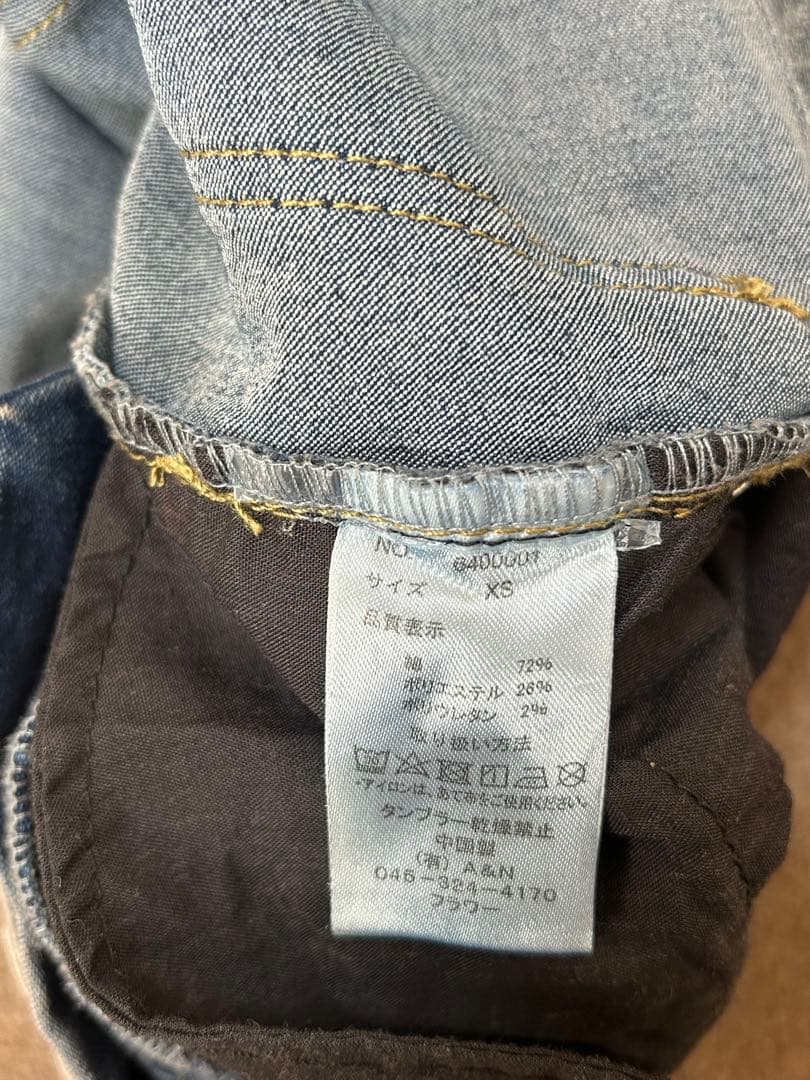 NO. 6400601
サイズ XS
品質表示
綿 72%
ポリエステル 26%
ポリウレタン 2%
取り扱い方法
・アイロンは、あて布をご使用ください。
タンブラー乾燥禁止
中国製
(有) A&N
046-324-4170
フラワー